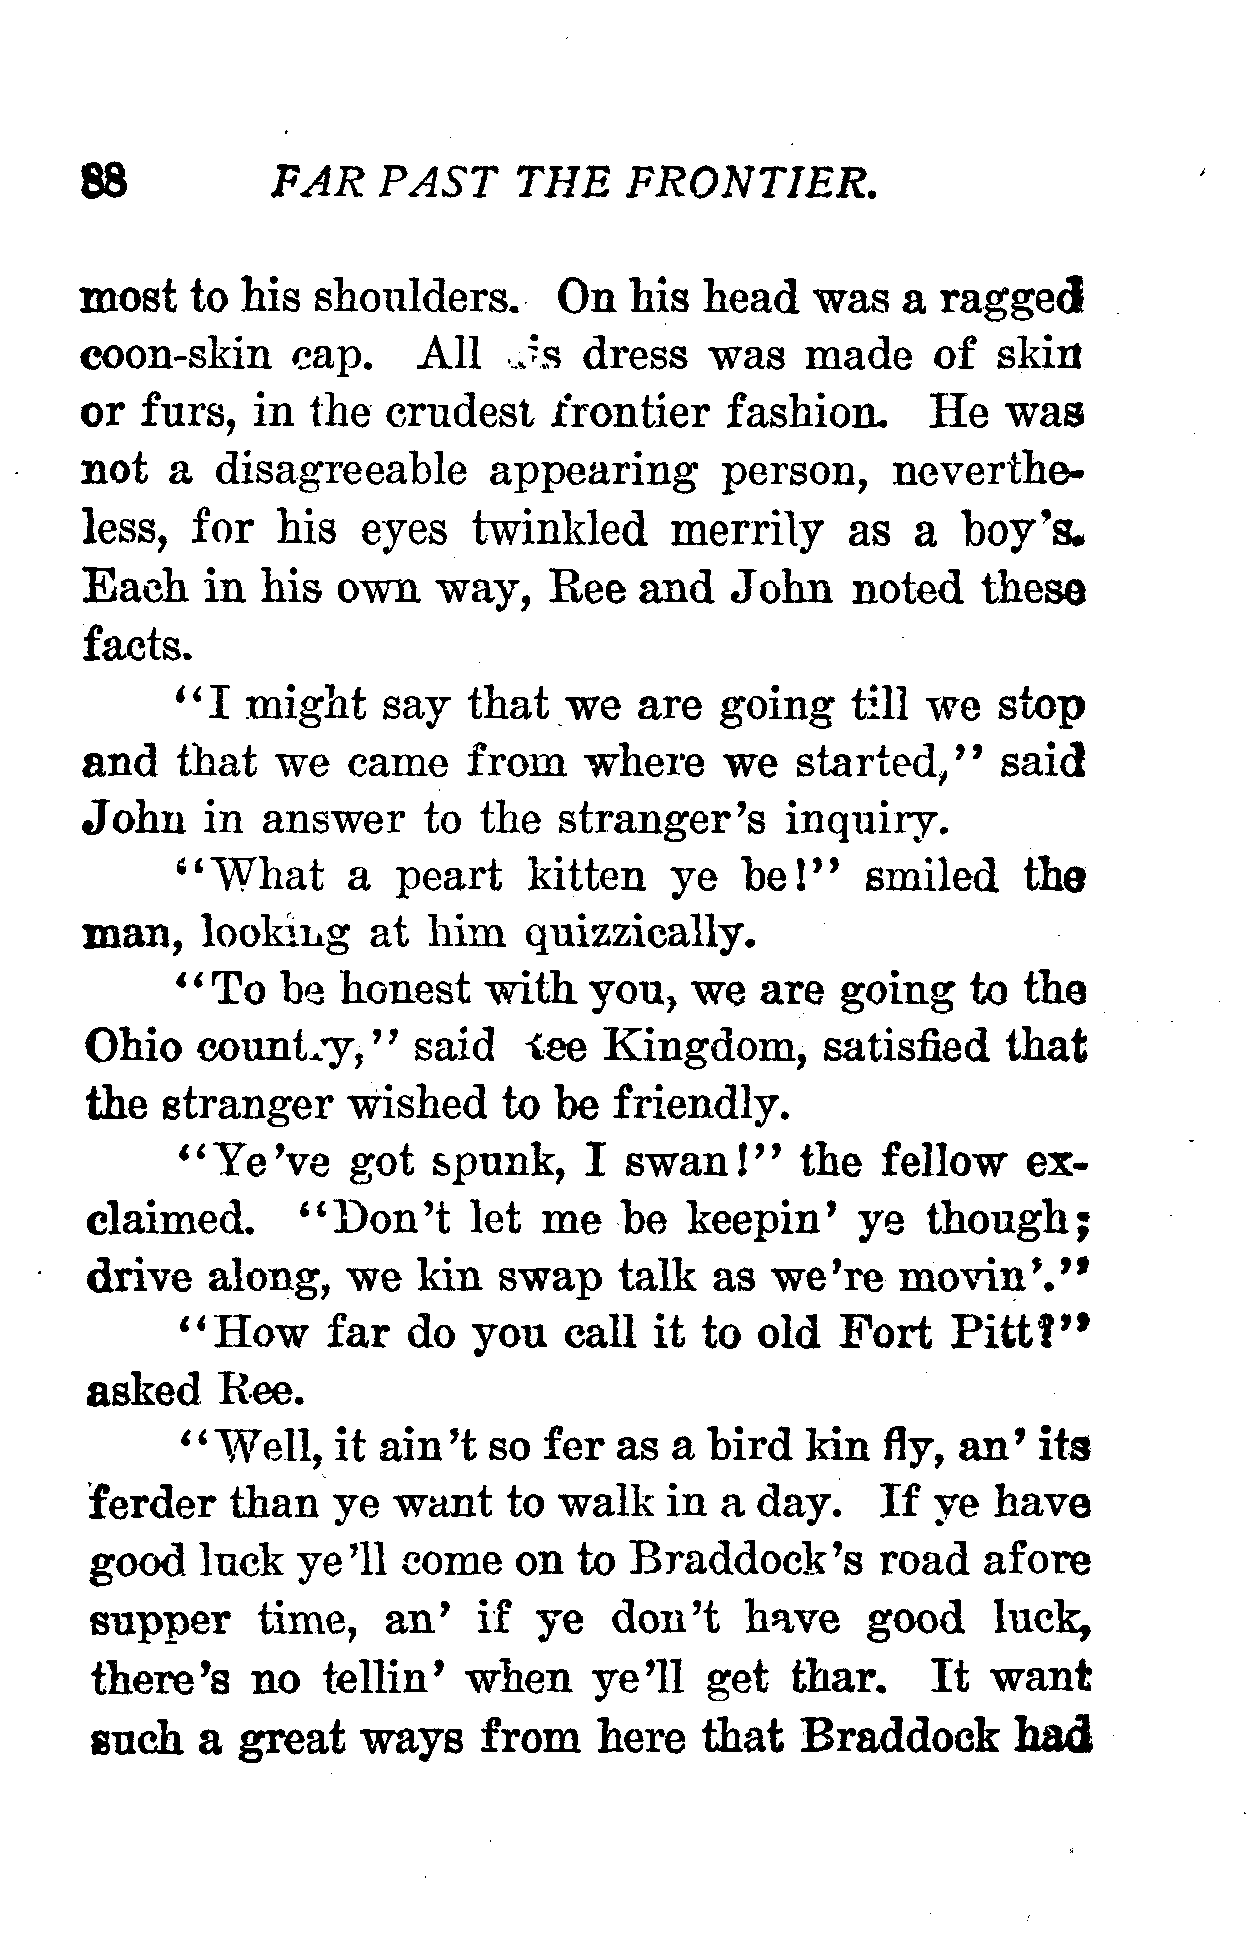 88 FAR PAST THE FRONTIER.
most to his shoulders. On his head was a ragged
coon-skin cap. All his dress was made of skin
or furs, in the crudest frontier fashion. He was
not a disagreeable appearing person, neverthe-
less, for his eyes twinkled merrily as a boy's.
Each in his own way, Ree and John noted these
facts.
"I might say that we are going till we stop
and that we came from where we started," said
John in answer to the stranger's inquiry.
"What a peart kitten ye be!" smiled the
man, looking at him quizzically.
"To be honest with you, we are going to the
Ohio country," said Ree Kingdom, satisfied that
the stranger wished to be friendly.
"Ye've got spunk, I swan!" the fellow ex-
claimed. "Don't let me be keepin' ye though;
drive along, we kin swap talk as we're movin'."
"How far do you call it to old Fort Pitt?"
asked Ree.
"Well, it ain't so fer as a bird kin fly, an' its
ferder than ye want to walk in a day. If ye have
good luck ye'll come on to Braddock's road afore
supper time, an' if ye don't have good luck,
there's no tellin' when ye'll get thar. It want
such a great ways from here that Braddock had